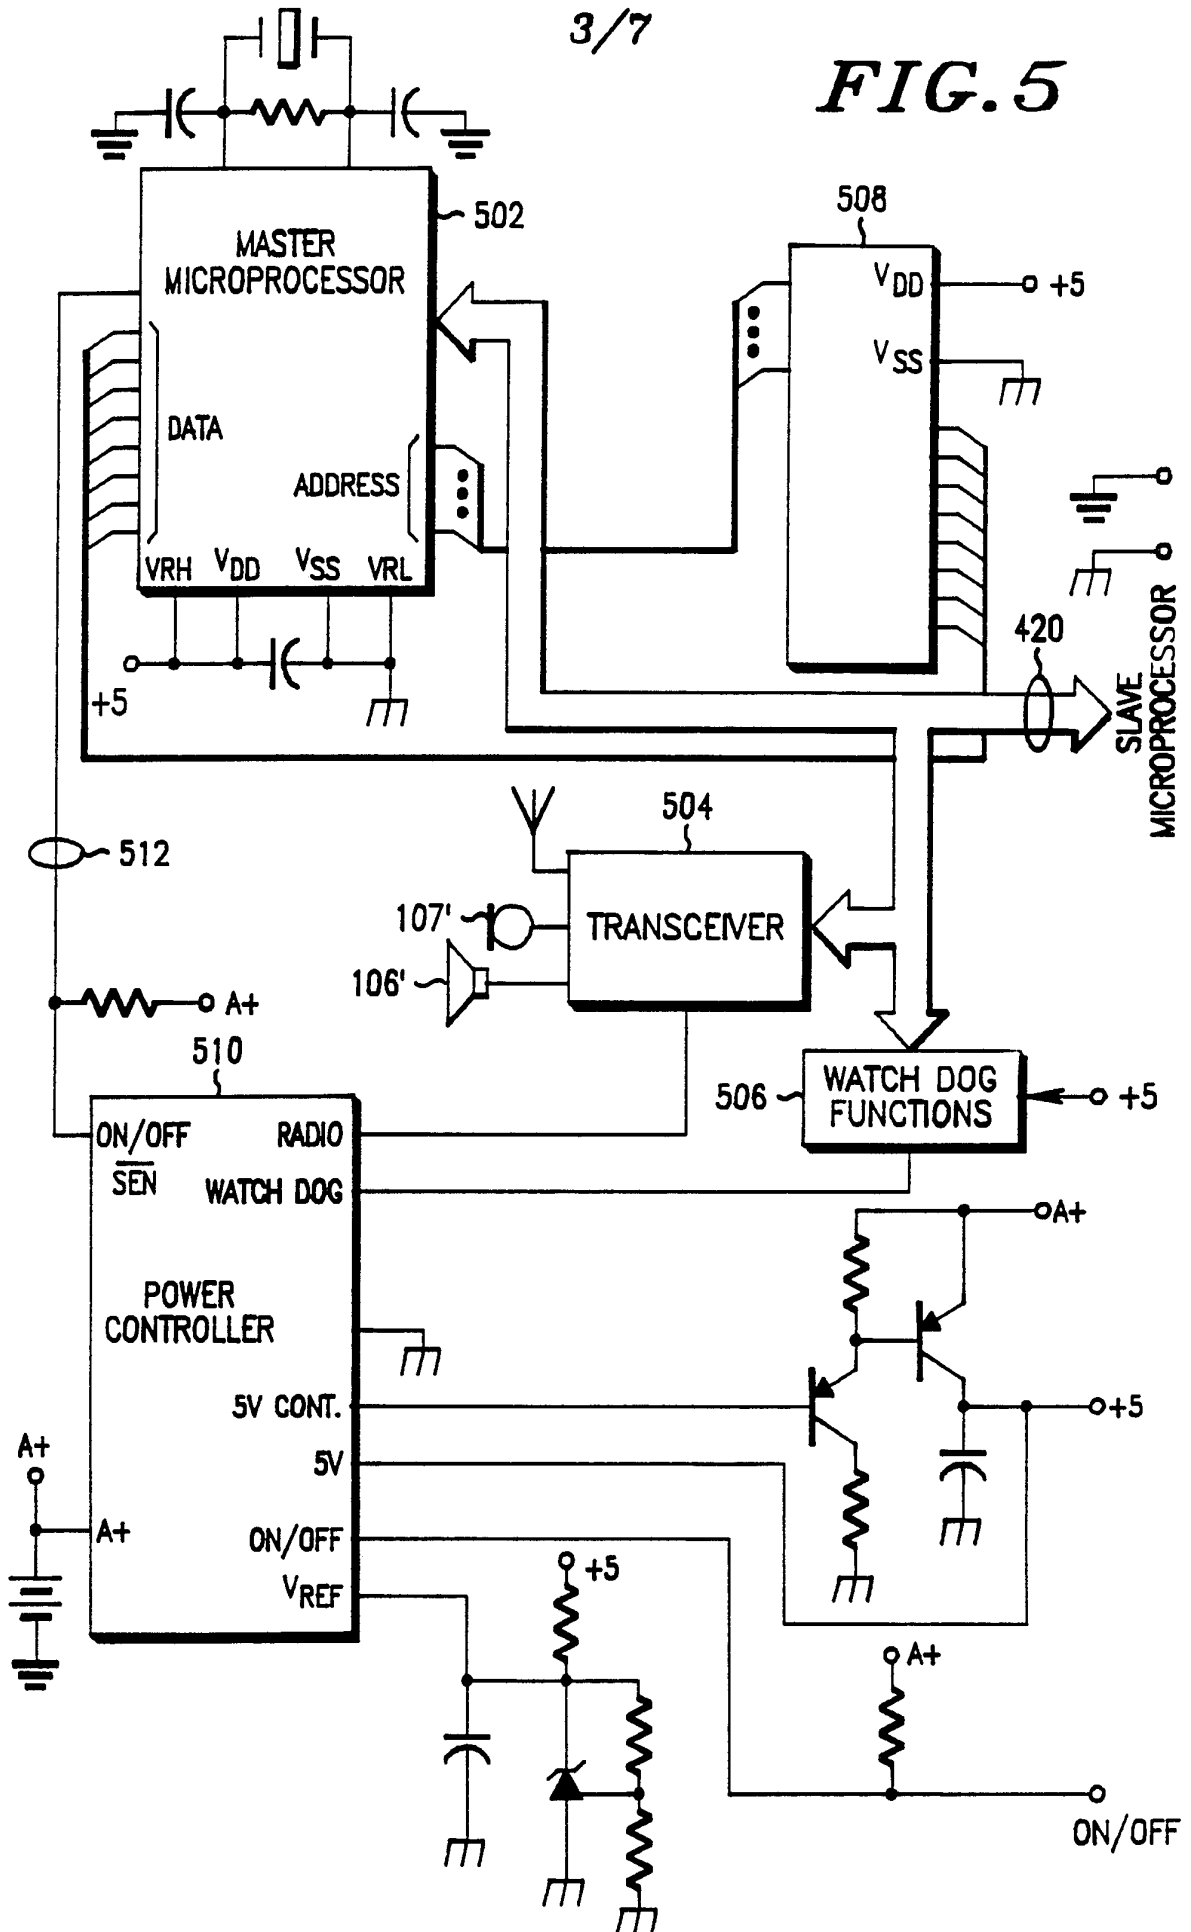 3/7
FIG.5
502
MASTER
MICROPROCESSOR
DATA
ADDRESS
VRH VDD VSS VRL
+5
508
VDD
+5
VSS
420
SLAVE
MICROPROCESSOR
512
504
TRANSCEIVER
107'
106'
A+
510
ON/OFF
SEN
RADIO
WATCH DOG
POWER
CONTROLLER
5V CONT.
5V
ON/OFF
VREF
A+
A+
506
WATCH DOG
FUNCTIONS
+5
A+
+5
+5
A+
ON/OFF